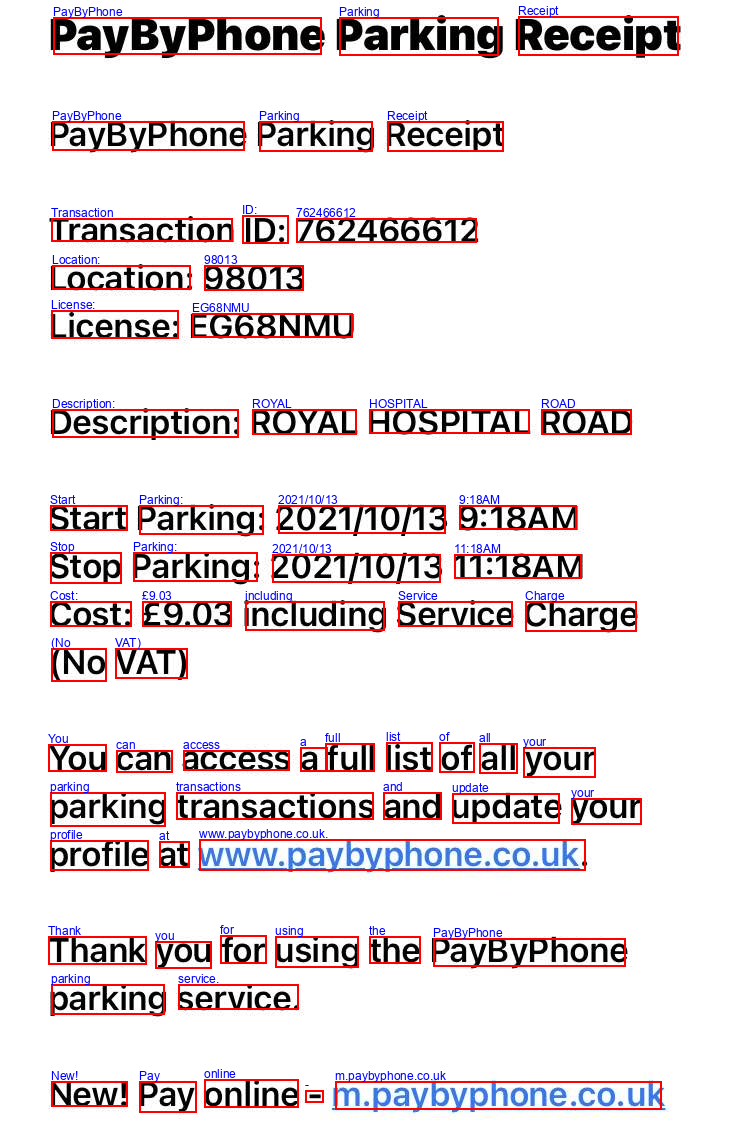 PayByPhone Parking Receipt
PayByPhone Parking Receipt
Transaction ID: 762466612
Location: 98013
License: EG68NMU
Description: ROYAL HOSPITAL ROAD
Start Parking: 2021/10/13 9:18AM
Stop Parking: 2021/10/13 11:18AM
Cost: £9.03 including Service Charge
(No VAT)
You can access a full list of all your
parking transactions and update your
profile at www.paybyphone.co.uk.
Thank you for using the PayByPhone
parking service.
New! Pay online - m.paybyphone.co.uk